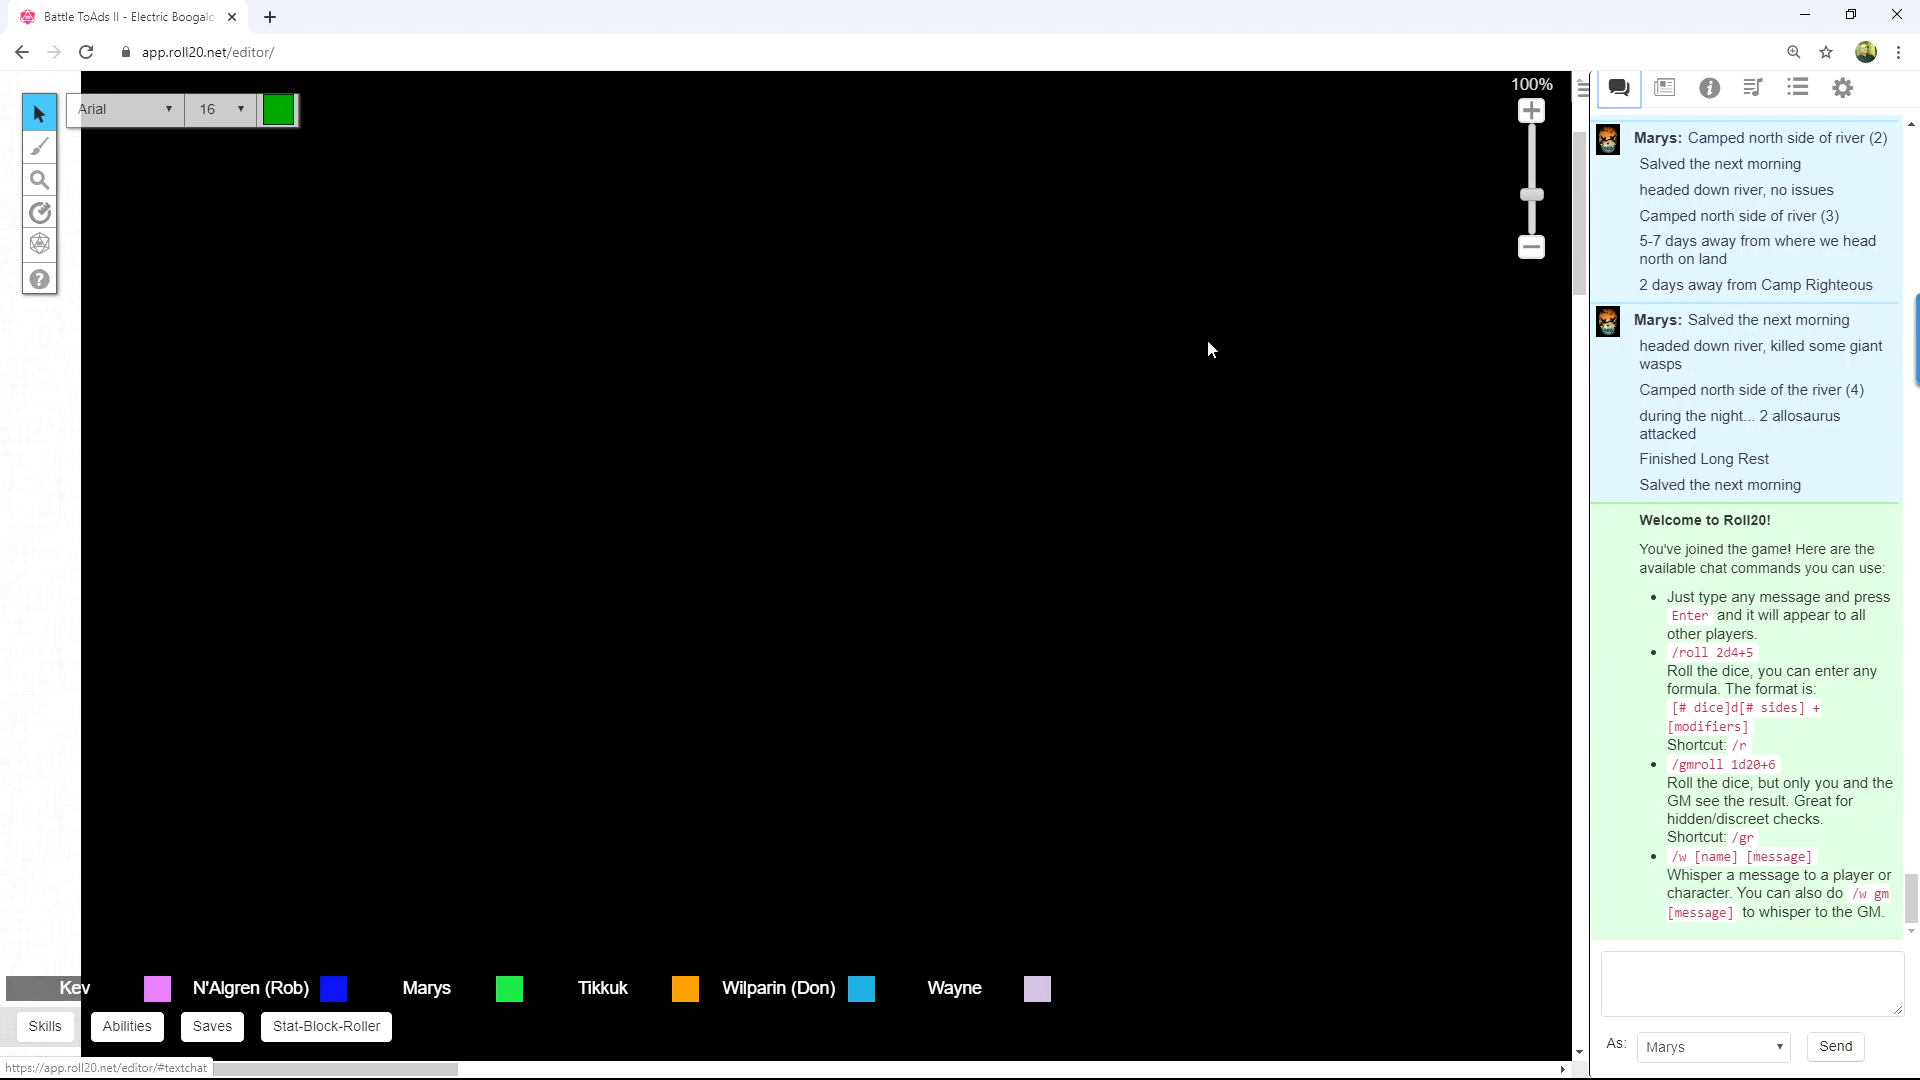 Battle ToAds II - Electric Boogalo
app.roll20.net/editor/
Arial
16
100%
Marys: Camped north side of river (2)
Salved the next morning
headed down river, no issues
Camped north side of river (3)
5-7 days away from where we head
north on land
2 days away from Camp Righteous
Marys: Salved the next morning
headed down river, killed some giant
wasps
Camped north side of the river (4)
during the night... 2 allosaurus
attacked
Finished Long Rest
Salved the next morning
Welcome to Roll20!
You've joined the game! Here are the
available chat commands you can use:
Just type any message and press
Enter and it will appear to all
other players.
/roll 2d4+5
Roll the dice, you can enter any
formula. The format is:
[# dice]d[# sides] +
[modifiers]
Shortcut: /r
/gmroll 1d20+6
Roll the dice, but only you and the
GM see the result. Great for
hidden/discreet checks.
Shortcut: /gr
/w [name] [message]
Whisper a message to a player or
character. You can also do /w gm
[message] to whisper to the GM.
Kev
N'Algren (Rob)
Marys
Tikkuk
Wilparin (Don)
Wayne
Skills
Abilities
Saves
Stat-Block-Roller
As:
Marys
Send
https://app.roll20.net/editor/#textchat